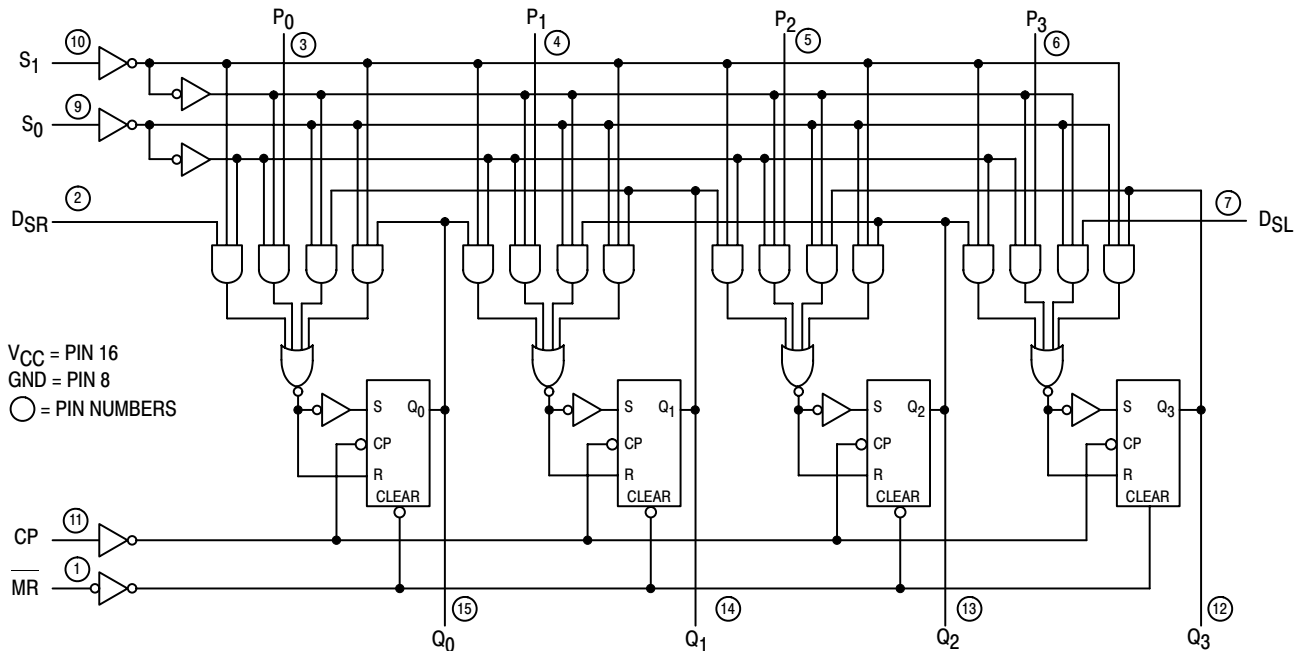 P0
P1
P2
P3
10
3
4
5
6
S1
9
S0
2
DSR
7
DSL
VCC = PIN 16
GND = PIN 8
= PIN NUMBERS
S
Q0
CP
R
CLEAR
S
Q1
CP
R
CLEAR
S
Q2
CP
R
CLEAR
S
Q3
CP
R
CLEAR
11
CP
1
MR
15
14
13
12
Q0
Q1
Q2
Q3